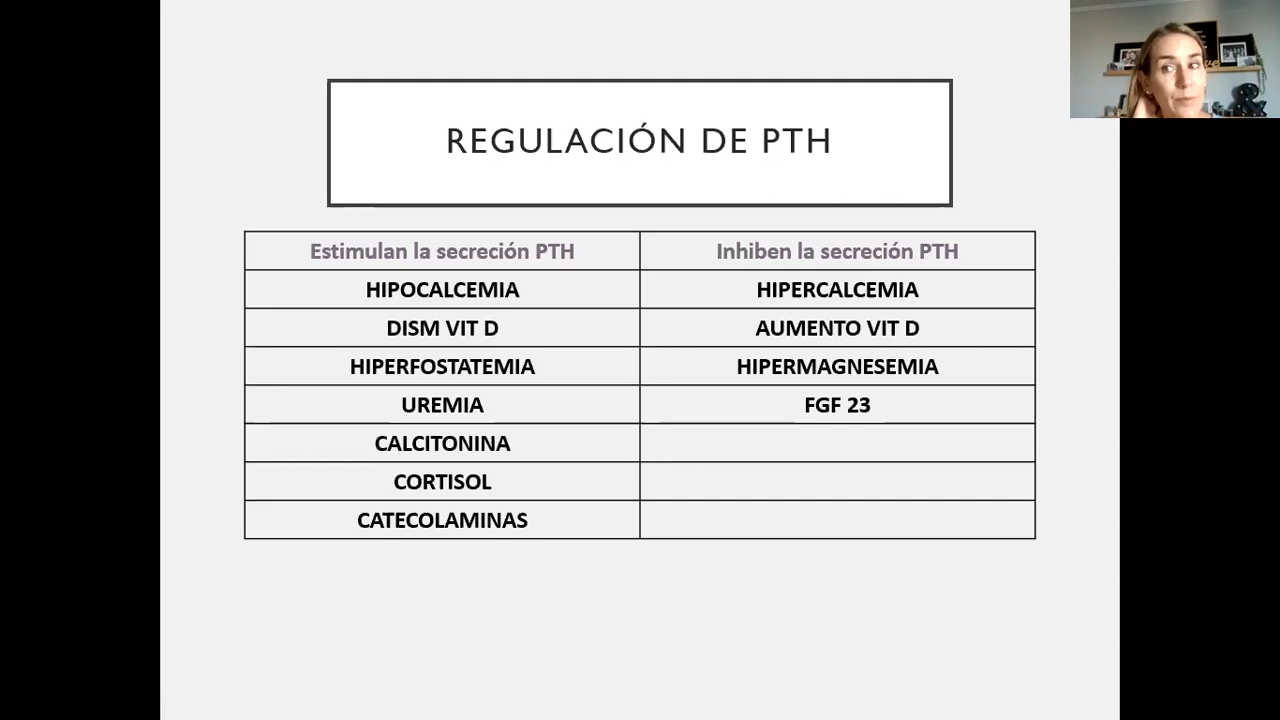 REGULACIÓN DE PTH
Estimulan la secreción PTH Inhiben la secreción PTH
HIPOCALCEMIA HIPERCALCEMIA
DISM VIT D AUMENTO VIT D
HIPERFOSTATEMIA HIPERMAGNESEMIA
UREMIA FGF 23
CALCITONINA
CORTISOL
CATECOLAMINAS